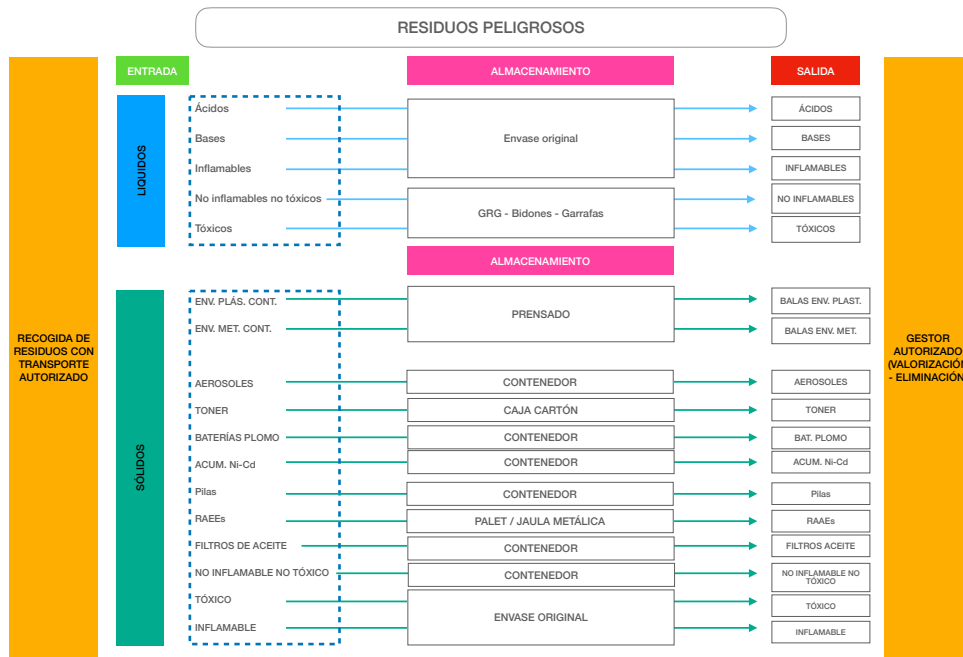 RESIDUOS PELIGROSOS
ENTRADA
ALMACENAMIENTO
SALIDA
LIQUIDOS
Ácidos
Bases
Inflamables
No inflamables no tóxicos
Tóxicos
Envase original
GRG - Bidones - Garrafas
ÁCIDOS
BASES
INFLAMABLES
NO INFLAMABLES
TÓXICOS
ALMACENAMIENTO
RECOGIDA DE
RESIDUOS CON
TRANSPORTE
AUTORIZADO
SÓLIDOS
ENV. PLÁS. CONT.
ENV. MET. CONT.
PRENSADO
BALAS ENV. PLAST.
BALAS ENV. MET.
AEROSOLES
CONTENEDOR
AEROSOLES
TONER
CAJA CARTÓN
TONER
BATERÍAS PLOMO
CONTENEDOR
BAT. PLOMO
ACUM. Ni-Cd
CONTENEDOR
ACUM. Ni-Cd
Pilas
CONTENEDOR
Pilas
RAEEs
PALET / JAULA METÁLICA
RAAEs
FILTROS DE ACEITE
CONTENEDOR
FILTROS ACEITE
NO INFLAMABLE NO TÓXICO
CONTENEDOR
NO INFLAMABLE NO
TÓXICO
TÓXICO
INFLAMABLE
ENVASE ORIGINAL
TÓXICO
INFLAMABLE
GESTOR
AUTORIZADO
(VALORIZACIÓN
- ELIMINACIÓN